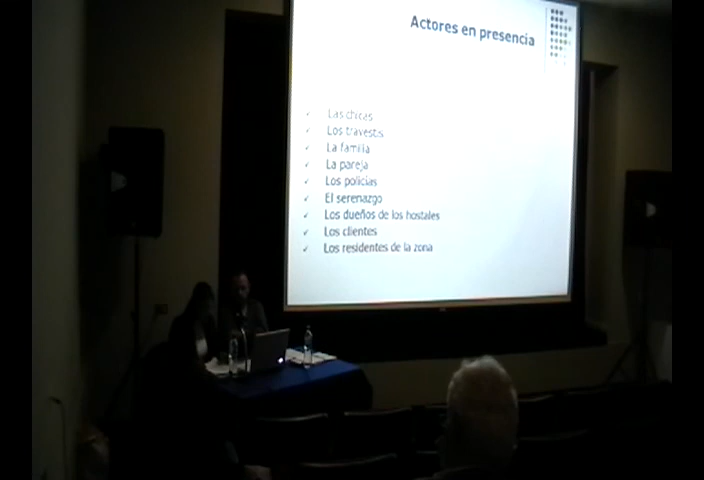 Actores en presencia
Las chicas
Los travestis
La familia
La pareja
Los policías
El serenazgo
Los dueños de los hostales
Los clientes
Los residentes de la zona